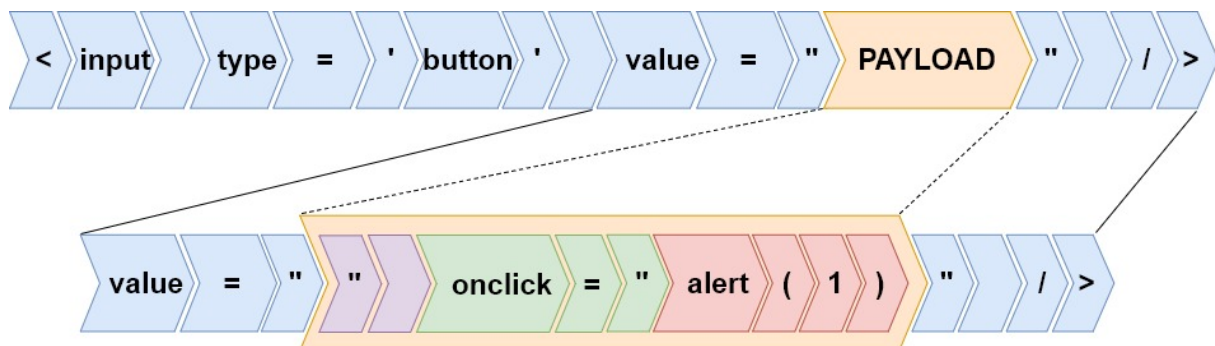 < input type = ' button ' value = " PAYLOAD " / >
value = " " onclick = " alert ( 1 ) " / >